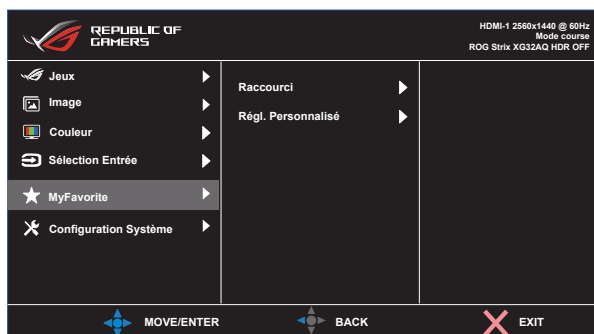 REPUBLIC OF
GAMERS
HDMI-1 2560x1440 @ 60Hz
Mode course
ROG Strix XG32AQ HDR OFF
Jeux
Image
Couleur
Sélection Entrée
MyFavorite
Configuration Système
Raccourci
Régl. Personnalisé
MOVE/ENTER
BACK
EXIT